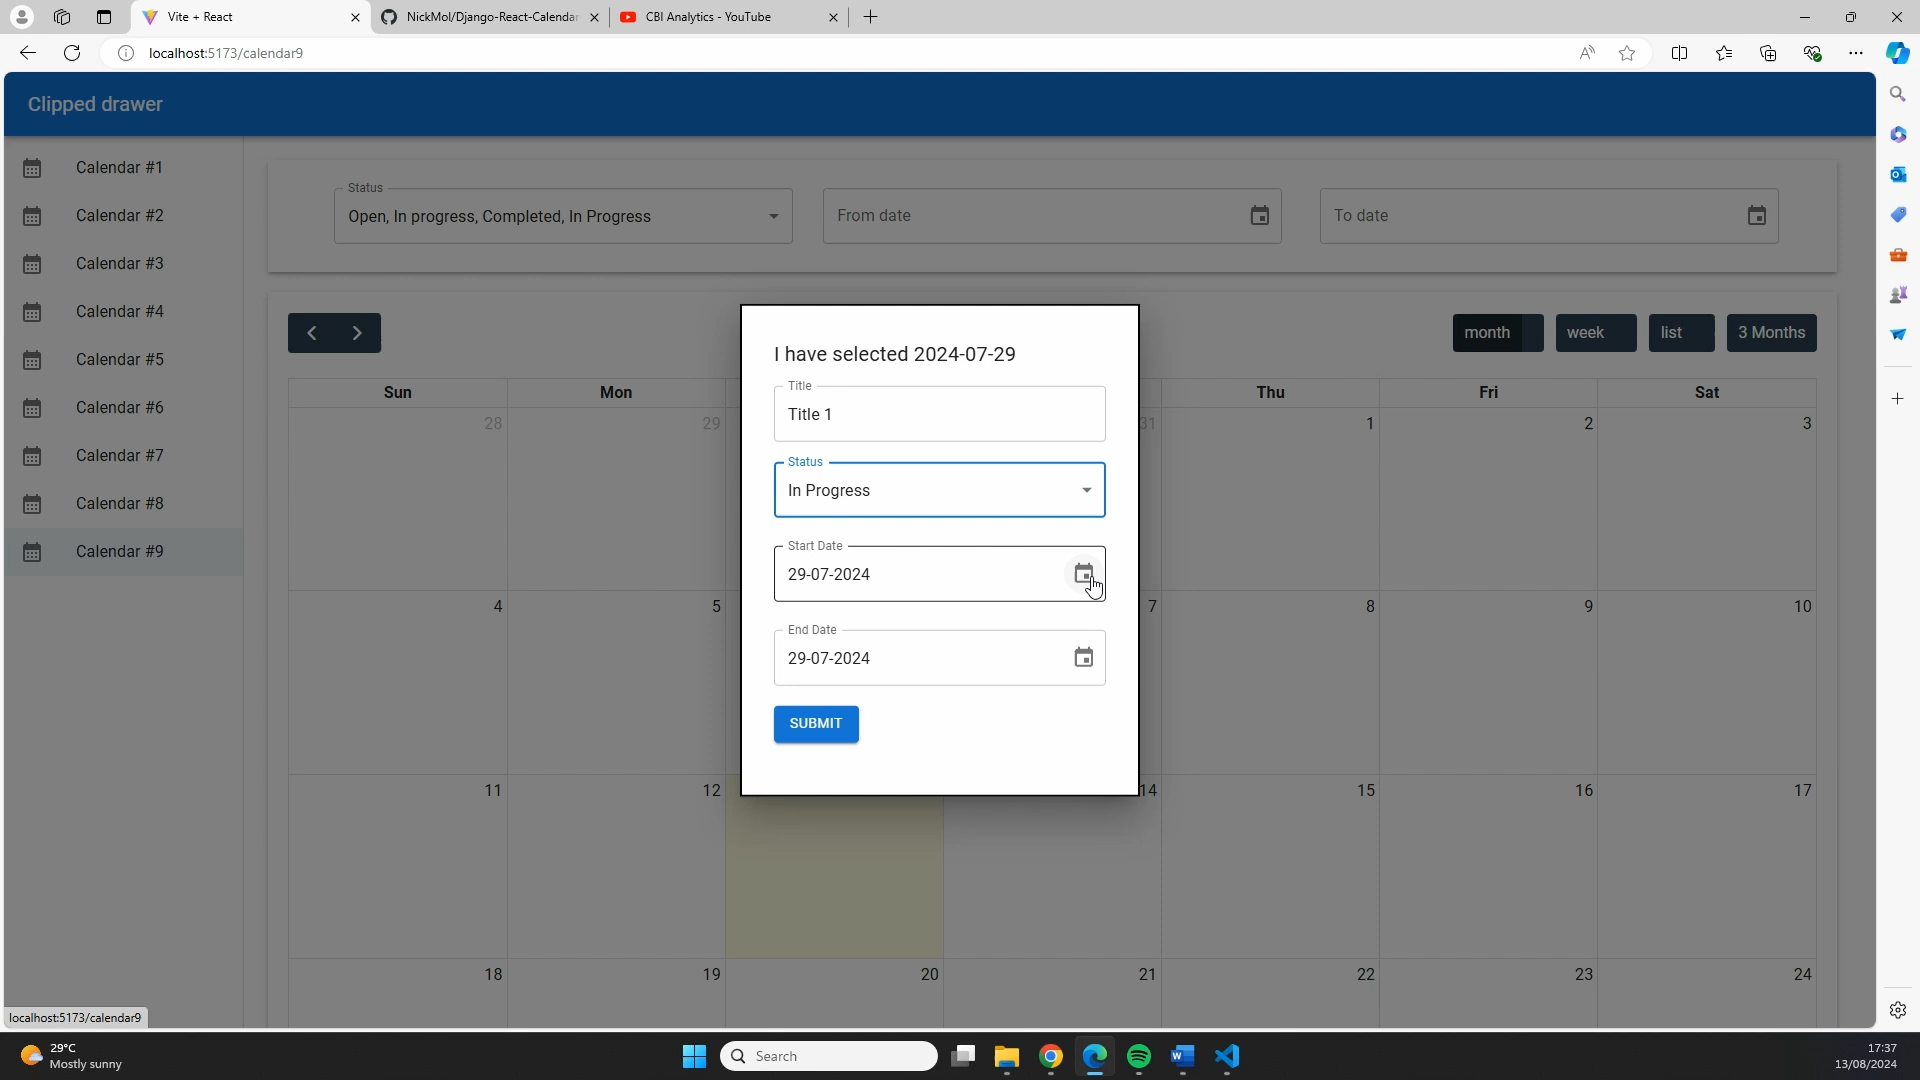 Vite + React
NickMol/Django-React-Calendar
CBI Analytics - YouTube
localhost:5173/calendar9
Clipped drawer
Calendar #1
Calendar #2
Calendar #3
Calendar #4
Calendar #5
Calendar #6
Calendar #7
Calendar #8
Calendar #9
Status
Open, In progress, Completed, In Progress
From date
To date
month
week
list
3 Months
Sun
Mon
Thu
Fri
Sat
28
29
31
1
2
3
4
5
7
8
9
10
11
12
14
15
16
17
18
19
20
21
22
23
24
I have selected 2024-07-29
Title
Title 1
Status
In Progress
Start Date
29-07-2024
End Date
29-07-2024
SUBMIT
localhost:5173/calendar9
29°C
Mostly sunny
Search
17:37
13/08/2024